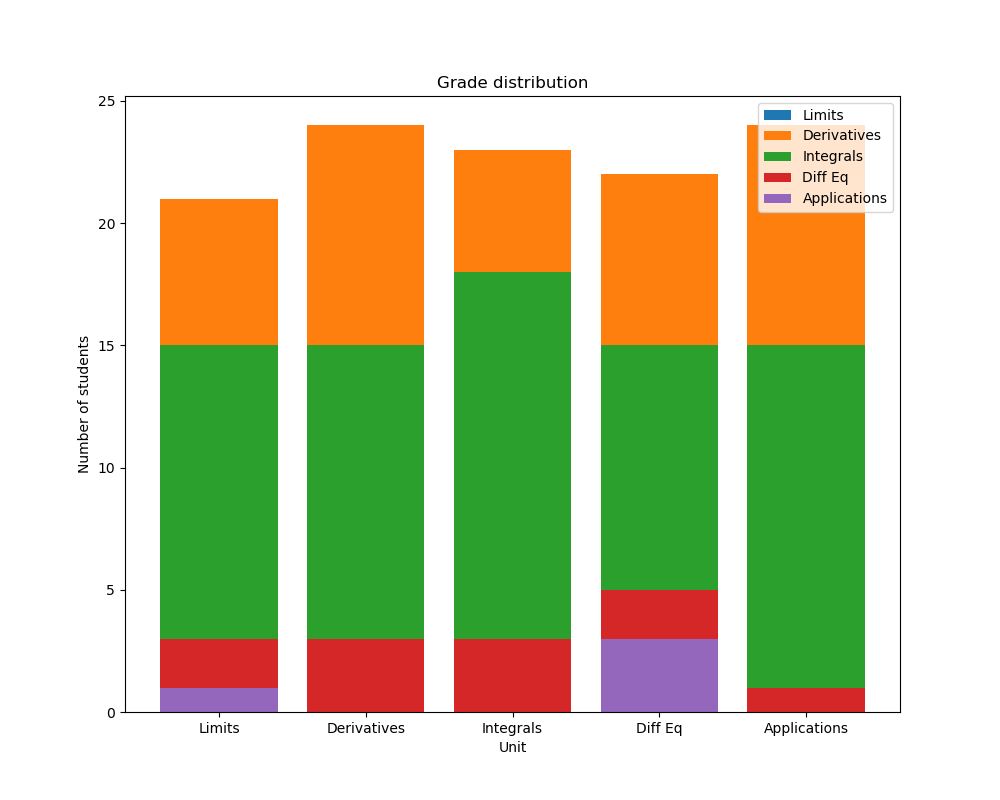 Grade distribution
25
20
15
10
5
0
Number of students
Limits
Derivatives
Integrals
Diff Eq
Applications
Limits
Derivatives
Integrals
Diff Eq
Applications
Unit